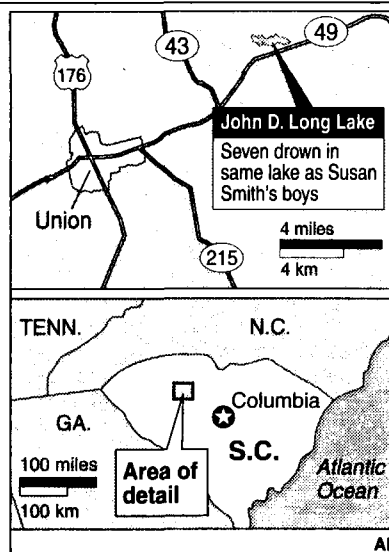 176
43
49
John D. Long Lake
Seven drown in
same lake as Susan
Smith's boys
Union
4 miles
4 km
215
TENN.
N.C.
Columbia
GA.
S.C.
100 miles
100 km
Area of
detail
Atlantic
Ocean